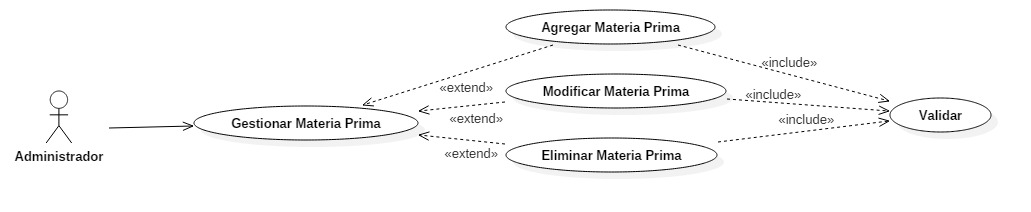 Agregar Materia Prima
«include»
«extend»
Modificar Materia Prima
«include»
Gestionar Materia Prima
«extend»
«include»
Validar
Administrador
«extend»
Eliminar Materia Prima